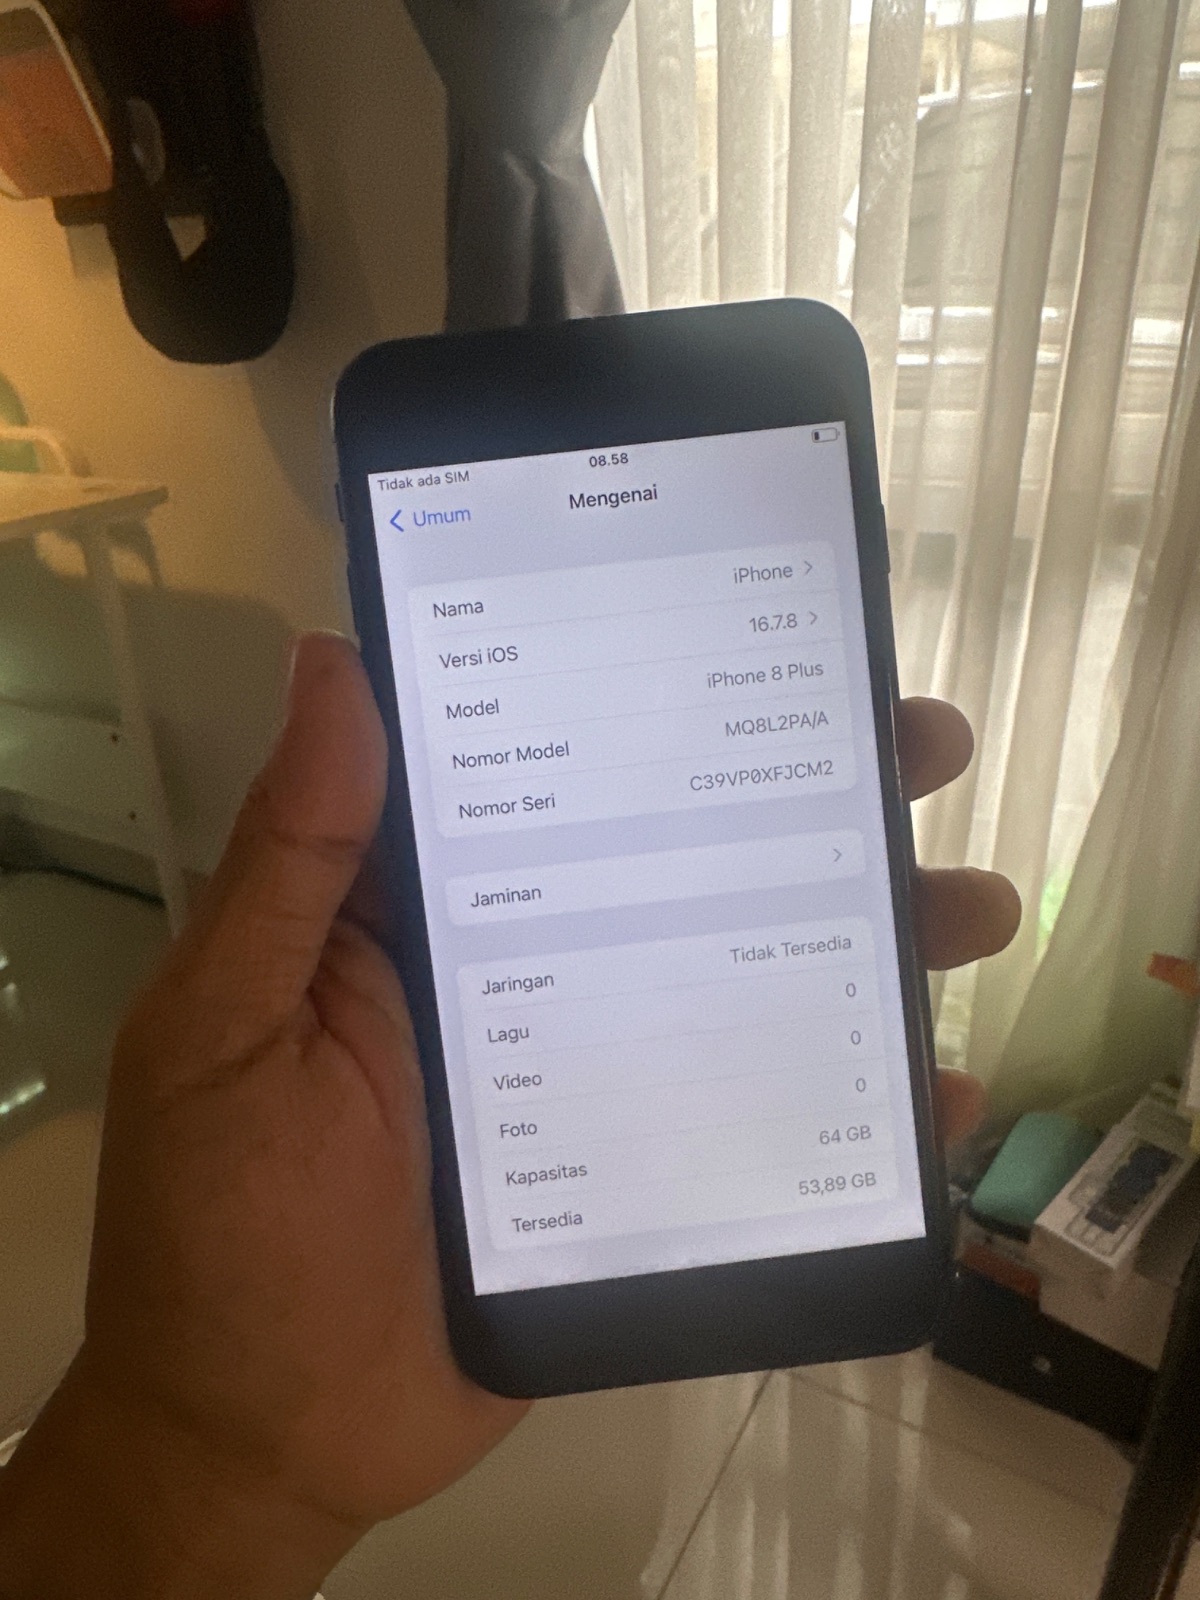 Tidak ada SIM 08.58
Umum Mengenai
Nama iPhone
Versi iOS 16.7.8
Model iPhone 8 Plus
Nomor Model MQ8L2PA/A
Nomor Seri C39VP0XFJCM2
Jaminan
Jaringan Tidak Tersedia
Lagu 0
Video 0
Foto 0
Kapasitas 64 GB
Tersedia 53,89 GB